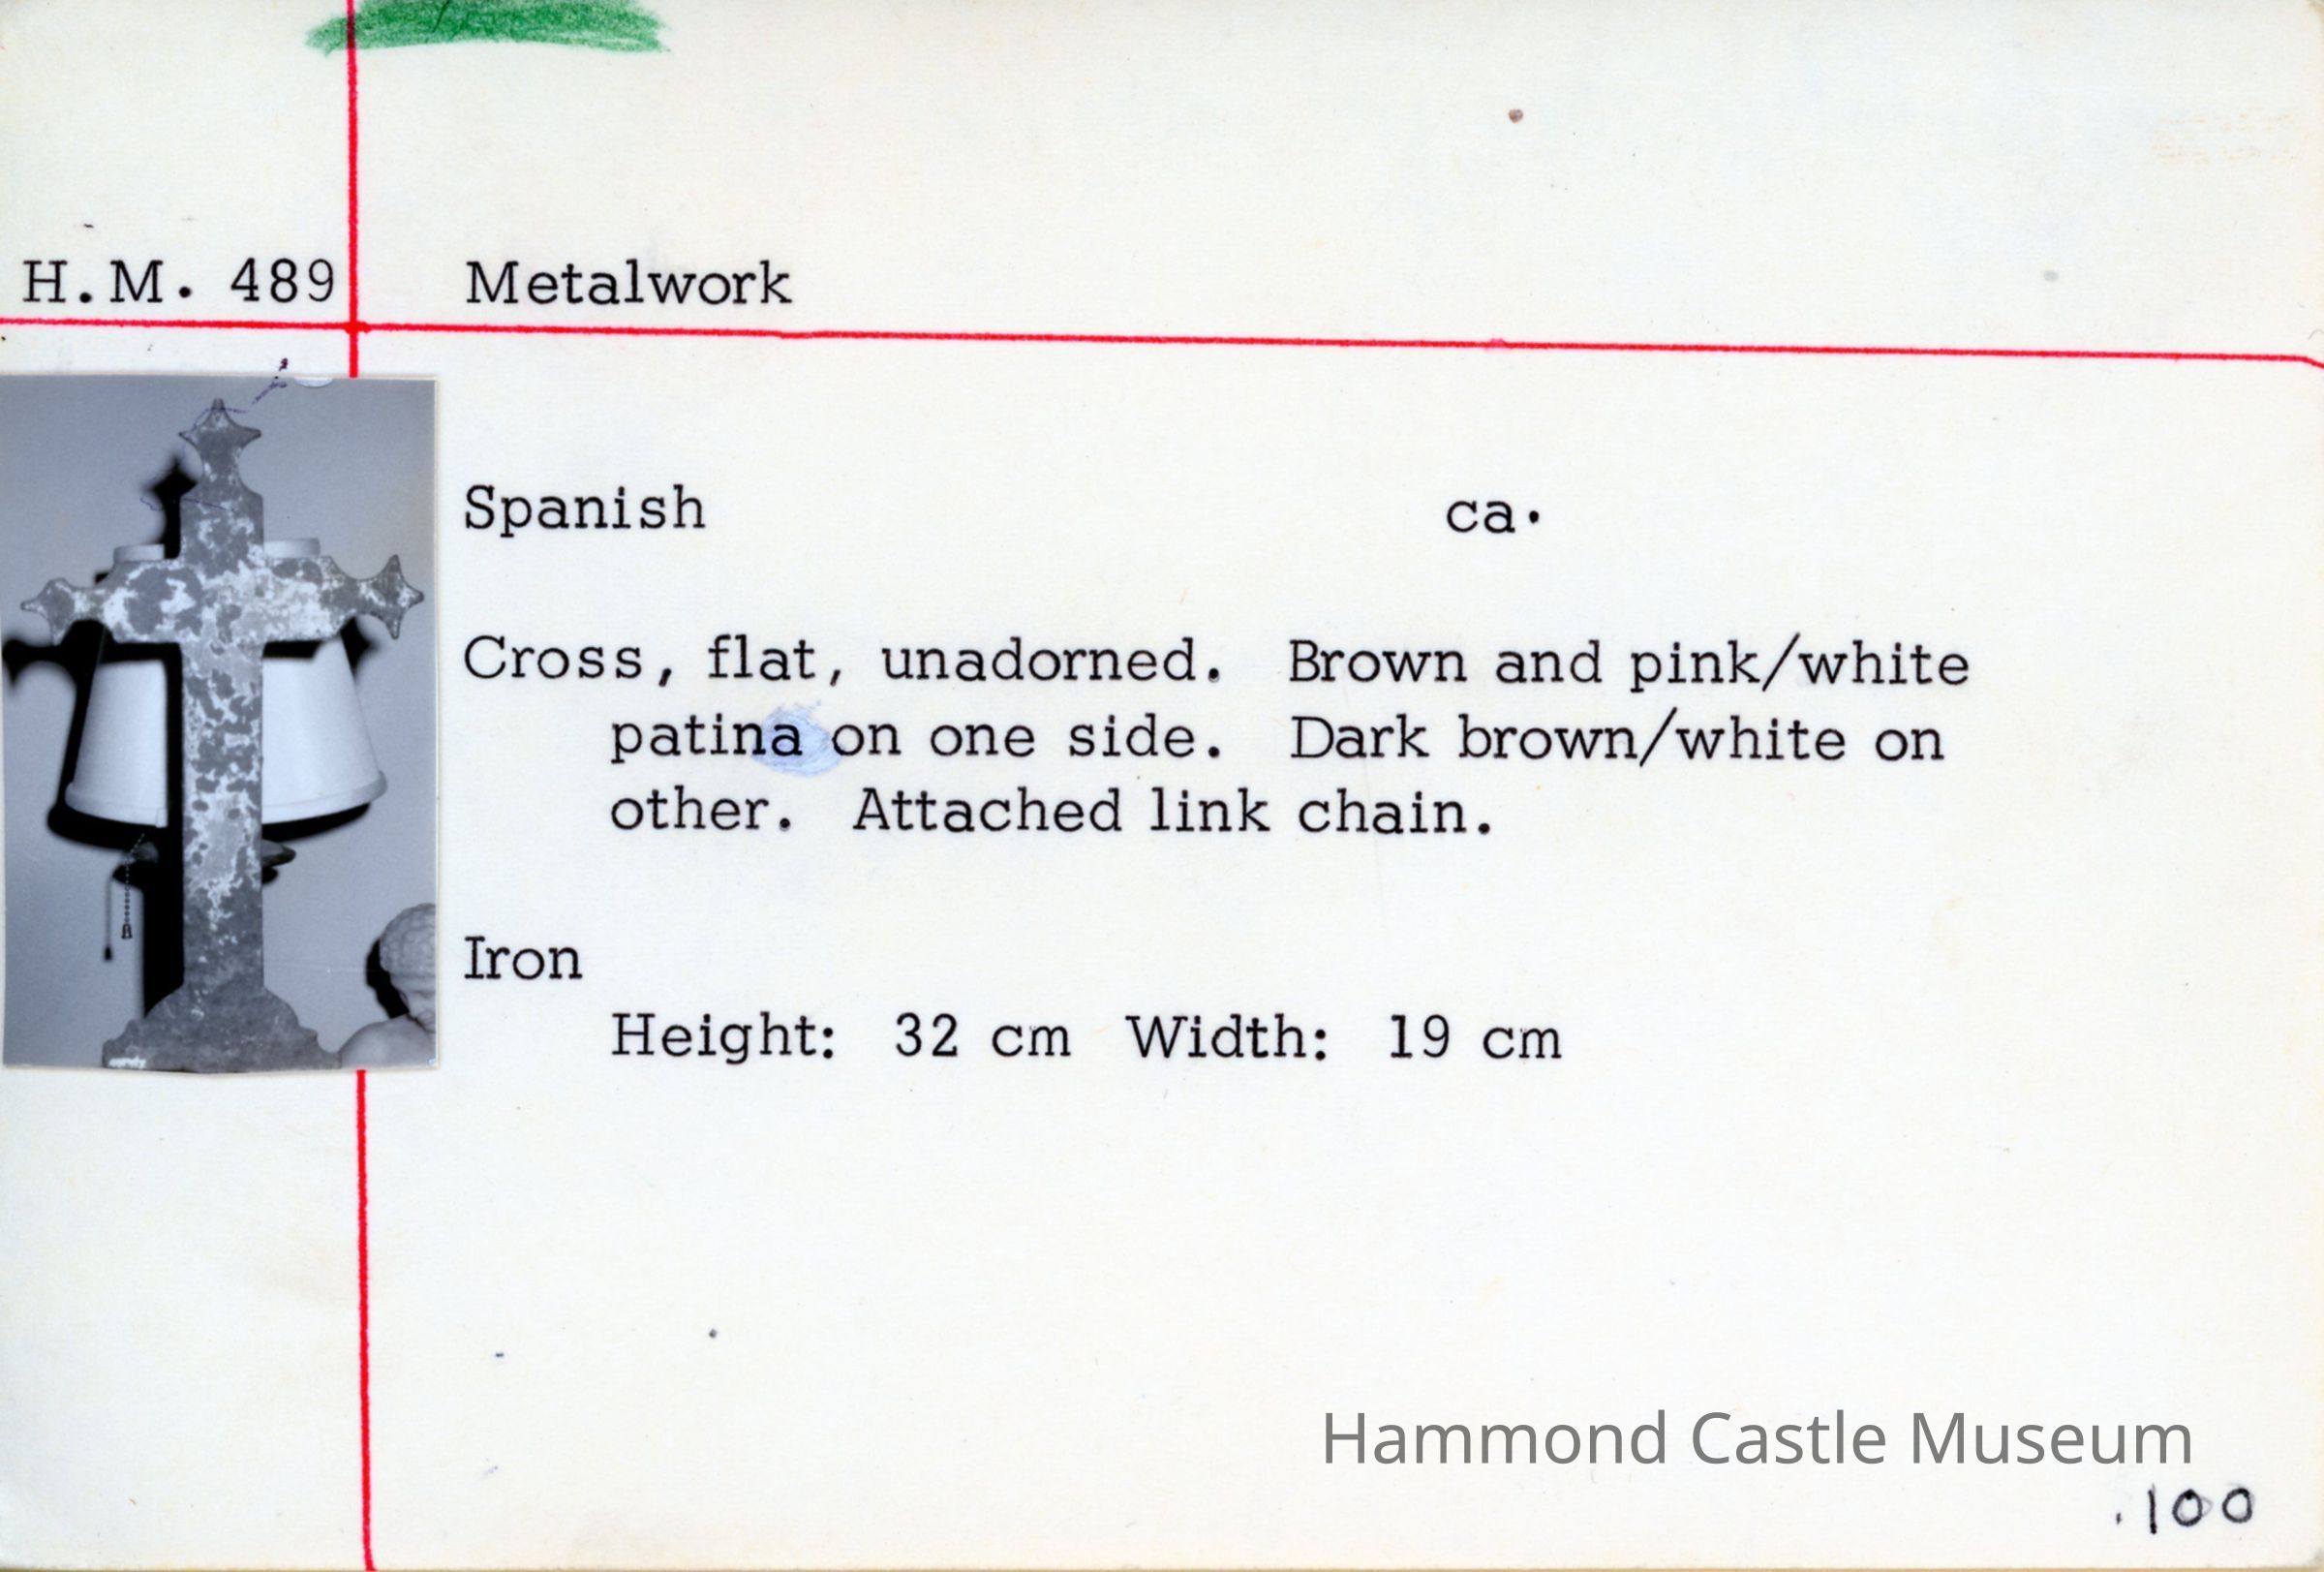 H.M. 489 Metalwork
Spanish ca.
Cross, flat, unadorned. Brown and pink/white
patina on one side. Dark brown/white on
other. Attached link chain.
Iron
Height: 32 cm Width: 19 cm
Hammond Castle Museum
.100